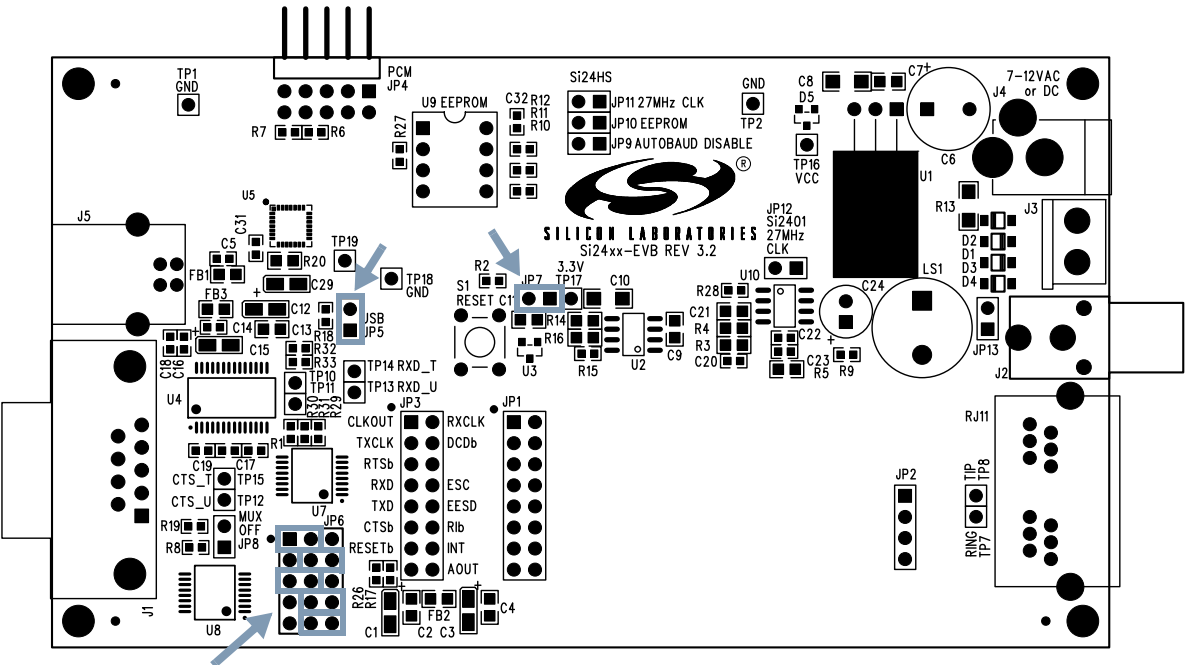 TP1
GND
PCM
JP4
R7
R6
R27
U9 EEPROM
C32
R12
R11
R10
Si24HS
JP11 27MHz CLK
JP10 EEPROM
JP9 AUTOBAUD DISABLE
GND
TP2
C8
D5
TP16
VCC
C7
+
C6
7-12VAC
or DC
J4
U1
R13
J3
D2
D1
D3
D4
®
SILICON LABORATORIES
Si24xx-EVB REV 3.2
JP12
Si2401
27MHz
CLK
U10
J5
U5
C31
C5
FB1
R20
TP19
C29
TP18
GND
FB3
+
C12
C14
C13
R18
USB
JP5
+
C15
C18
C16
R32
R33
R2
S1
RESET
C11
JP7
3.3V
TP17
C10
R14
R16
R15
U3
U2
C9
R28
C21
R4
R3
C20
C22
C23
R5
R9
C24
+
LS1
JP13
J2
U4
TP10
TP11
TP14 RXD_T
TP13 RXD_U
R30
R31
R29
R1
C19
C17
CTS_T
TP15
CTS_U
TP12
R19
R8
MUX
OFF
JP8
U7
JP6
JP3
JP1
CLKOUT
RXCLK
TXCLK
DCDb
RTSb
RXD
ESC
TXD
EESD
CTSb
RIb
RESETb
INT
AOUT
RJ11
JP2
TIP
TP8
RING
TP7
J1
U8
R26
R17
C1
+
C2
FB2
C3
+
C4